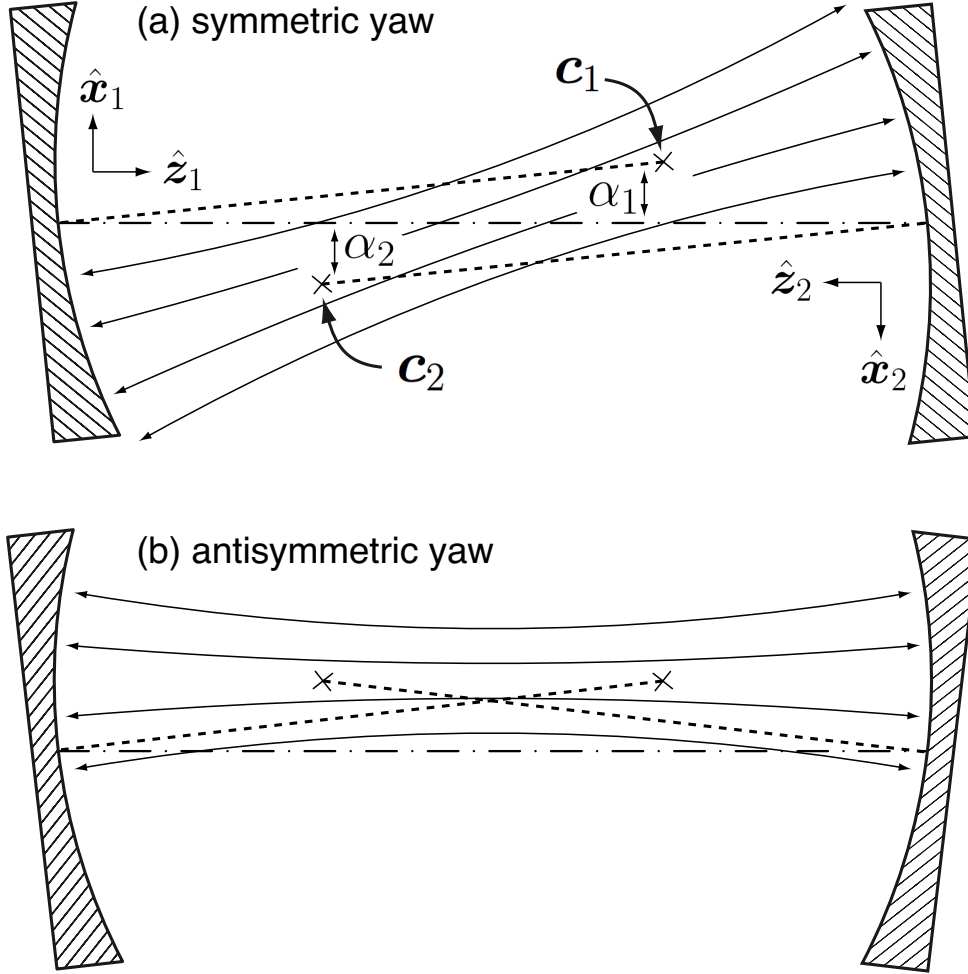 (a) symmetric yaw
c₁
x̂₁
ẑ₁
α₁
α₂
ẑ₂
c₂
x̂₂
(b) antisymmetric yaw